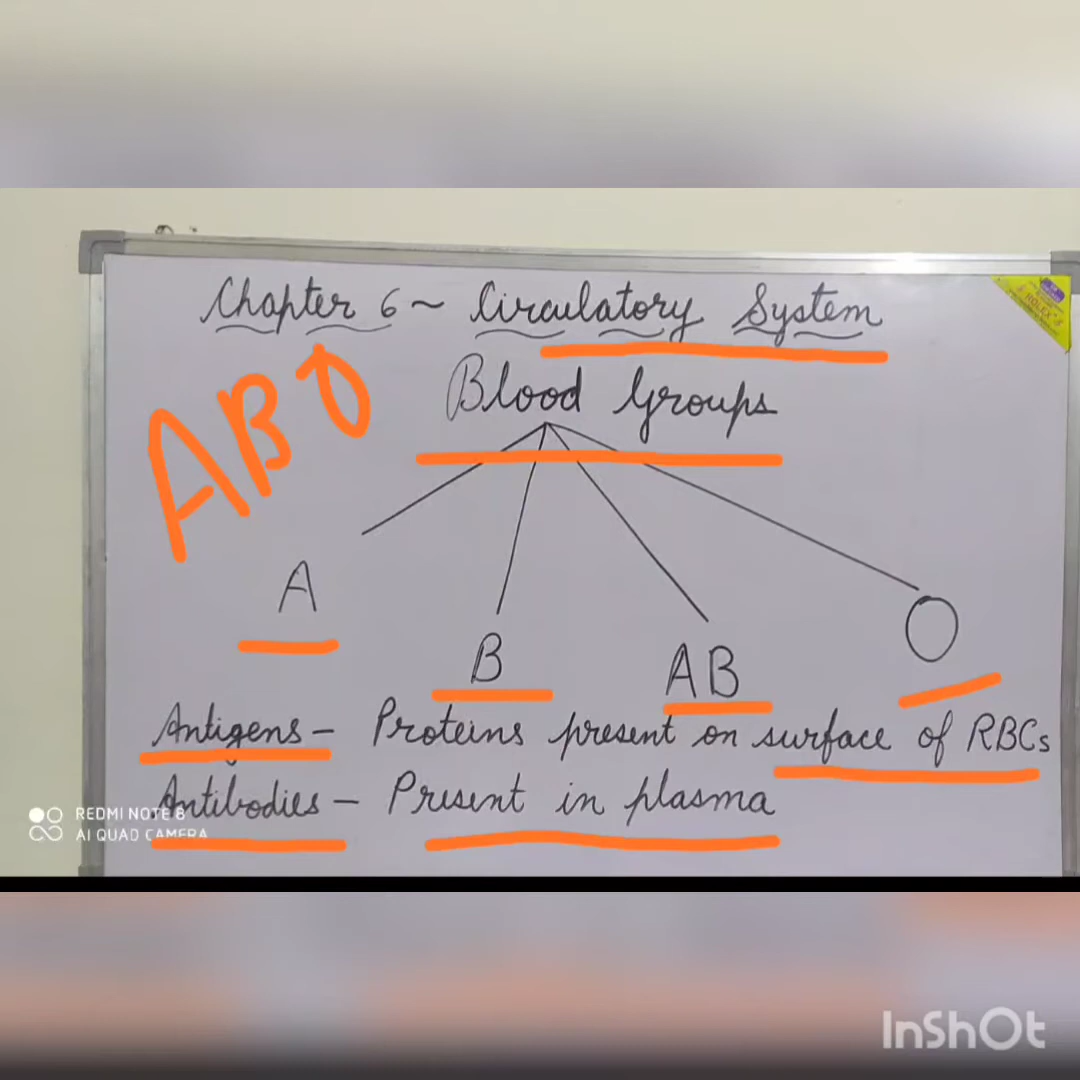 Chapter 6 ~ Circulatory System
ABO
Blood Groups
A
B
AB
O
Antigens - Proteins present on surface of RBCs
Antibodies - Present in plasma
REDMI NOTE 8
AI QUAD CAMERA
InShOt